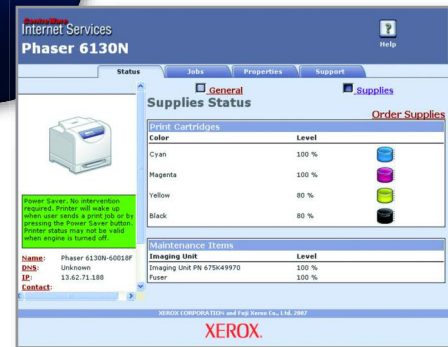 CentreWare
Internet Services
Phaser 6130N
Help
Status
Jobs
Properties
Support
General
Supplies
Supplies Status
Order Supplies
Print Cartridges
Color Level
Cyan 100 %
Magenta 100 %
Yellow 80 %
Black 80 %
Maintenance Items
Imaging Unit Level
Imaging Unit PN 675K49970 100 %
Fuser 100 %
Power Saver. No intervention
required. Printer will wake up
when user sends a print job or by
pressing the Power Saver button.
Printer status may not be valid
when engine is turned off.
Name: Phaser 6130N-60018F
DNS: Unknown
IP: 13.62.71.188
Contact:
XEROX CORPORATION and Fuji Xerox Co., Ltd. 2007
XEROX.